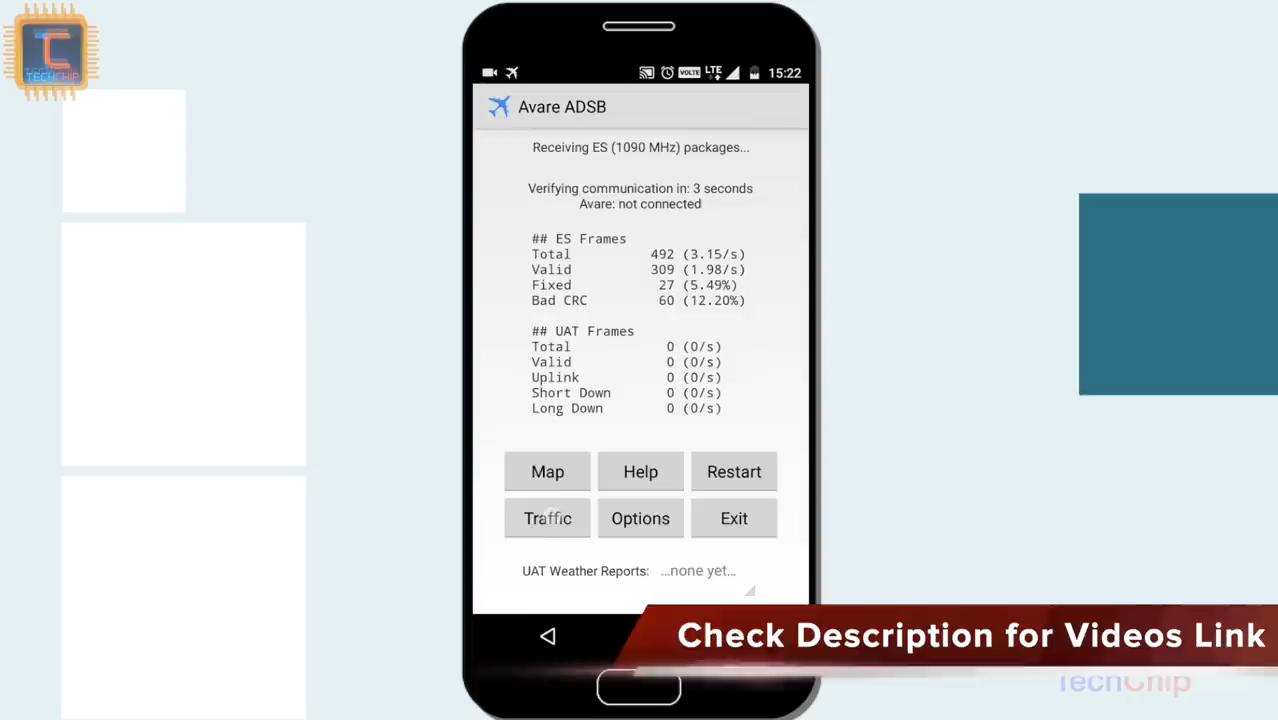 TECHCHIP
VOLTE LTE 15:22
Avare ADSB
Receiving ES (1090 MHz) packages...
Verifying communication in: 3 seconds
Avare: not connected
## ES Frames
Total 492 (3.15/s)
Valid 309 (1.98/s)
Fixed 27 (5.49%)
Bad CRC 60 (12.20%)
## UAT Frames
Total 0 (0/s)
Valid 0 (0/s)
Uplink 0 (0/s)
Short Down 0 (0/s)
Long Down 0 (0/s)
Map Help Restart
Traffic Options Exit
UAT Weather Reports: ...none yet...
Check Description for Videos Link
TechChip